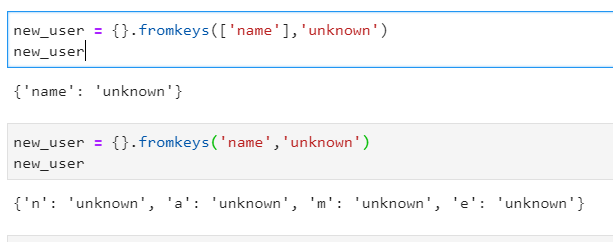 new_user = {}.fromkeys(['name'],'unknown')
new_user
{'name': 'unknown'}
new_user = {}.fromkeys('name','unknown')
new_user
{'n': 'unknown', 'a': 'unknown', 'm': 'unknown', 'e': 'unknown'}